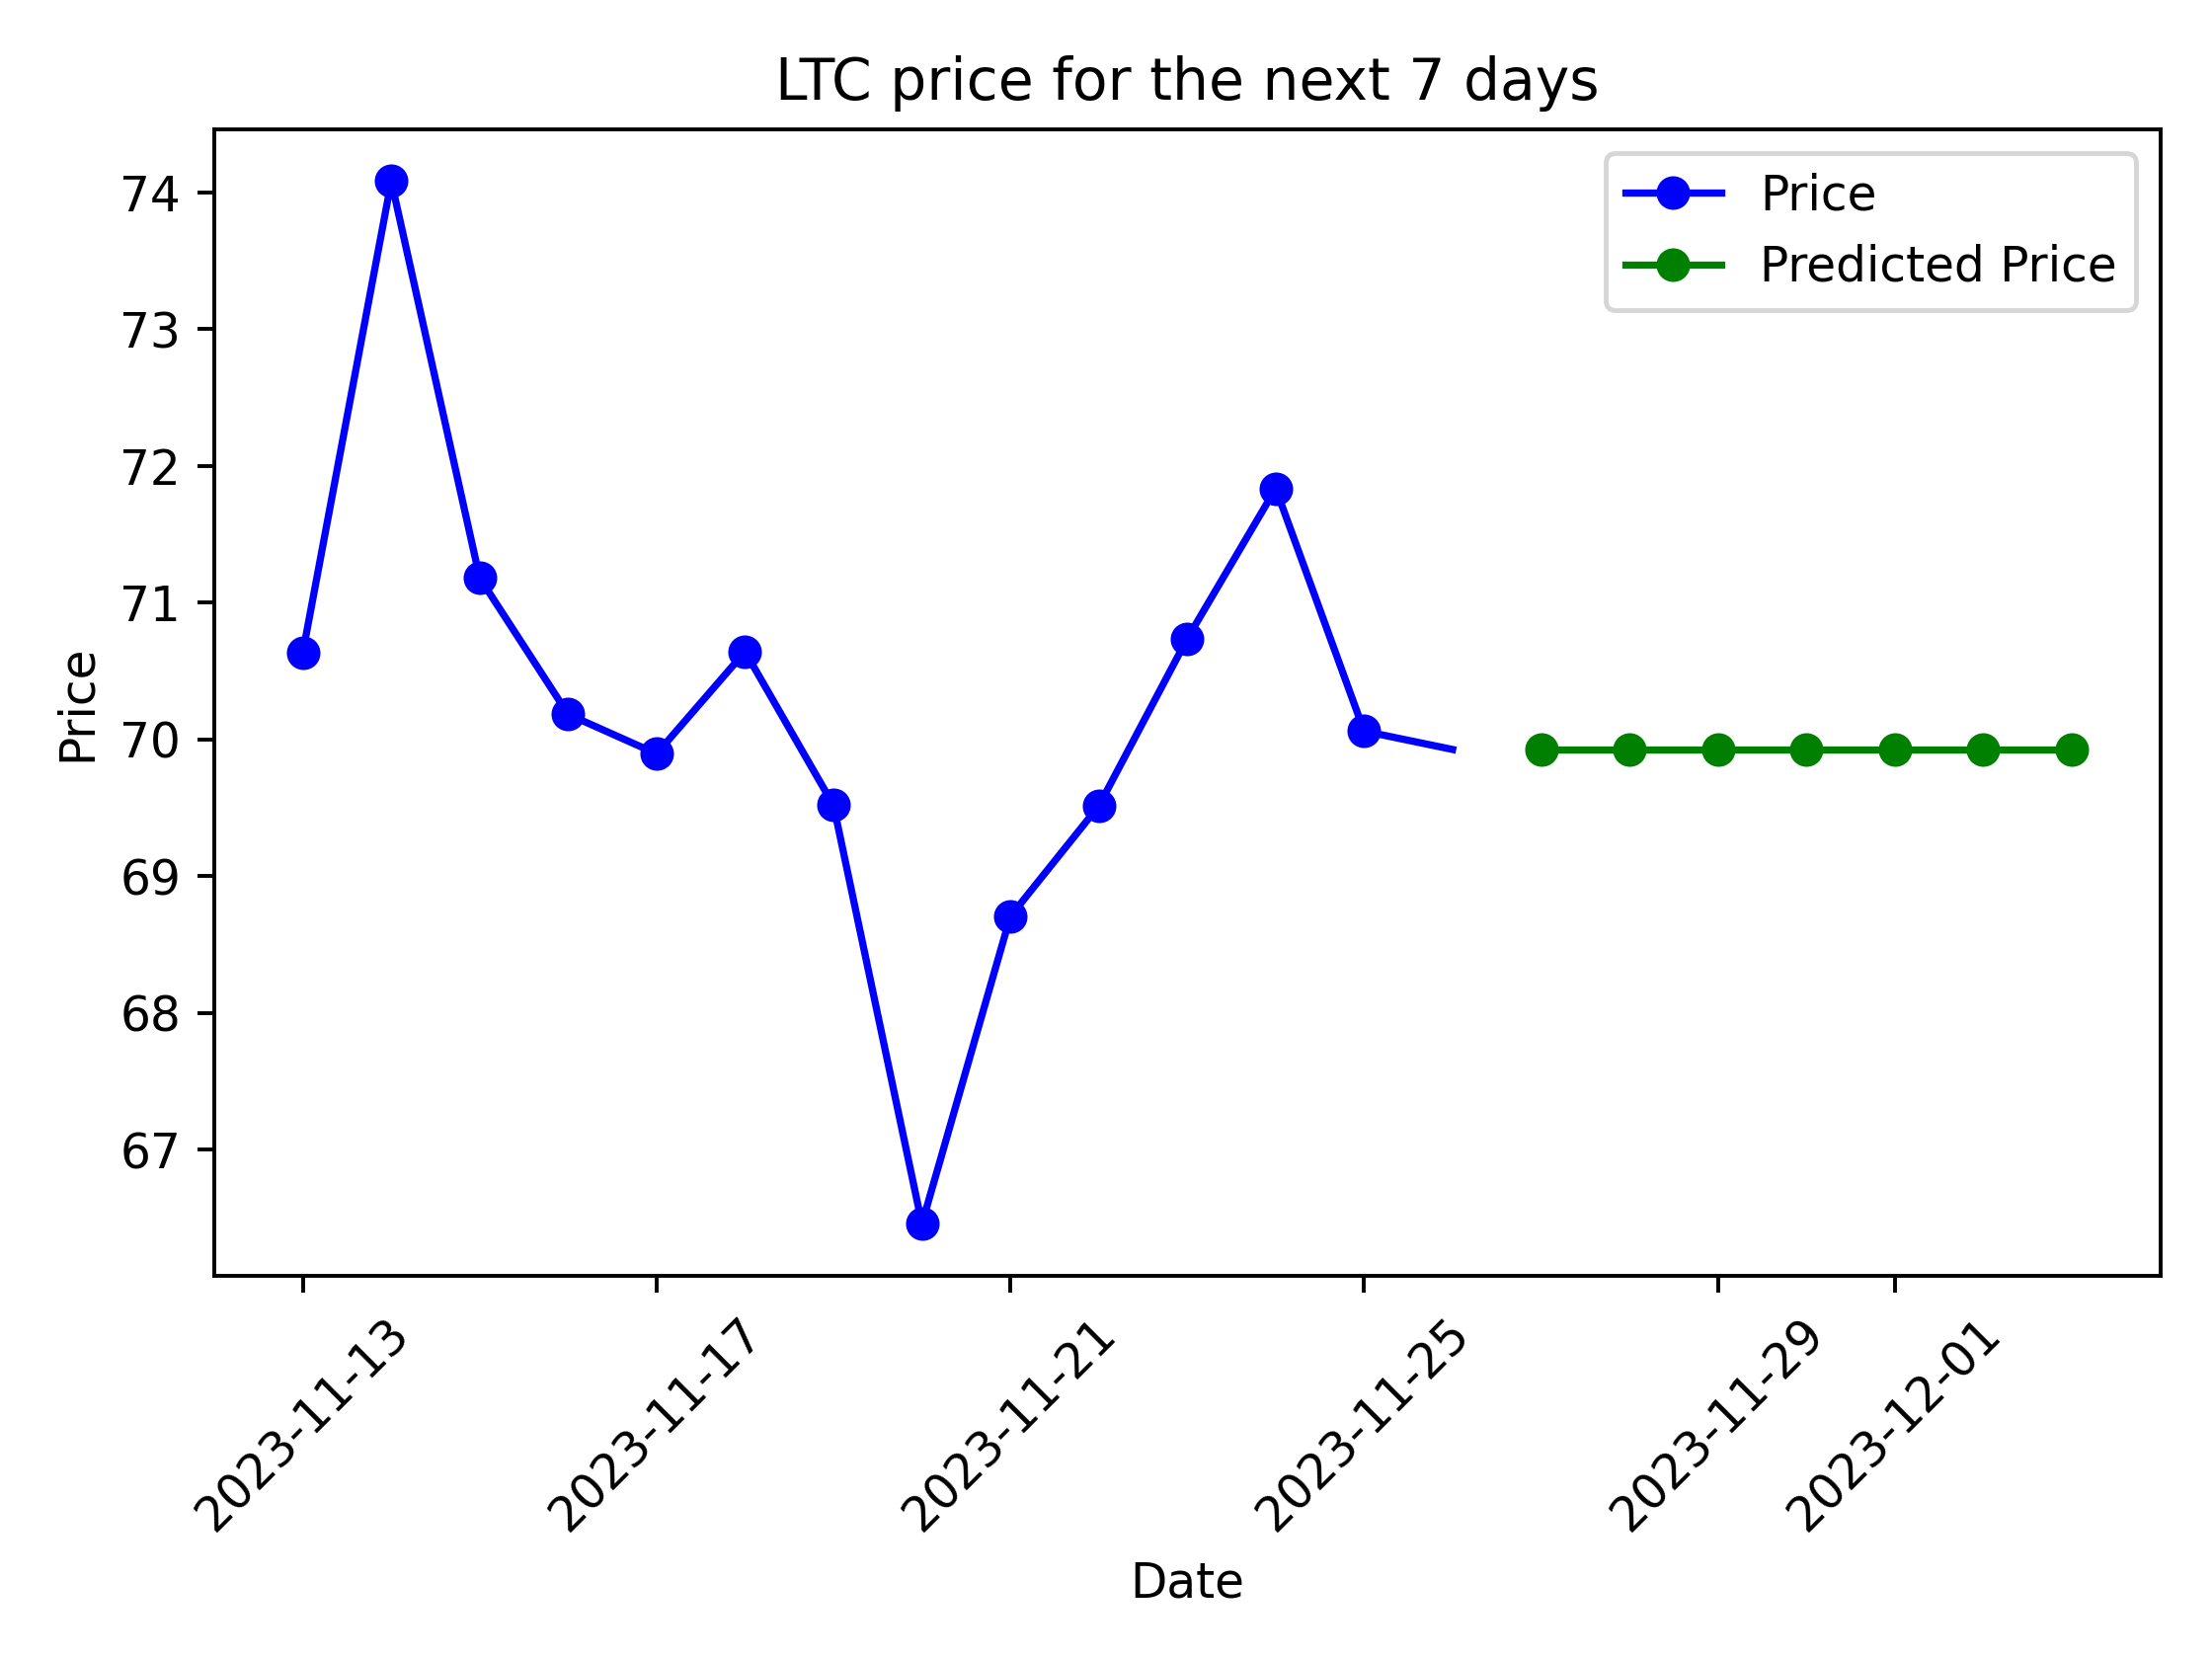 LTC price for the next 7 days
Price
Predicted Price
74
73
72
71
70
69
68
67
Price
2023-11-13
2023-11-17
2023-11-21
2023-11-25
2023-11-29
2023-12-01
Date